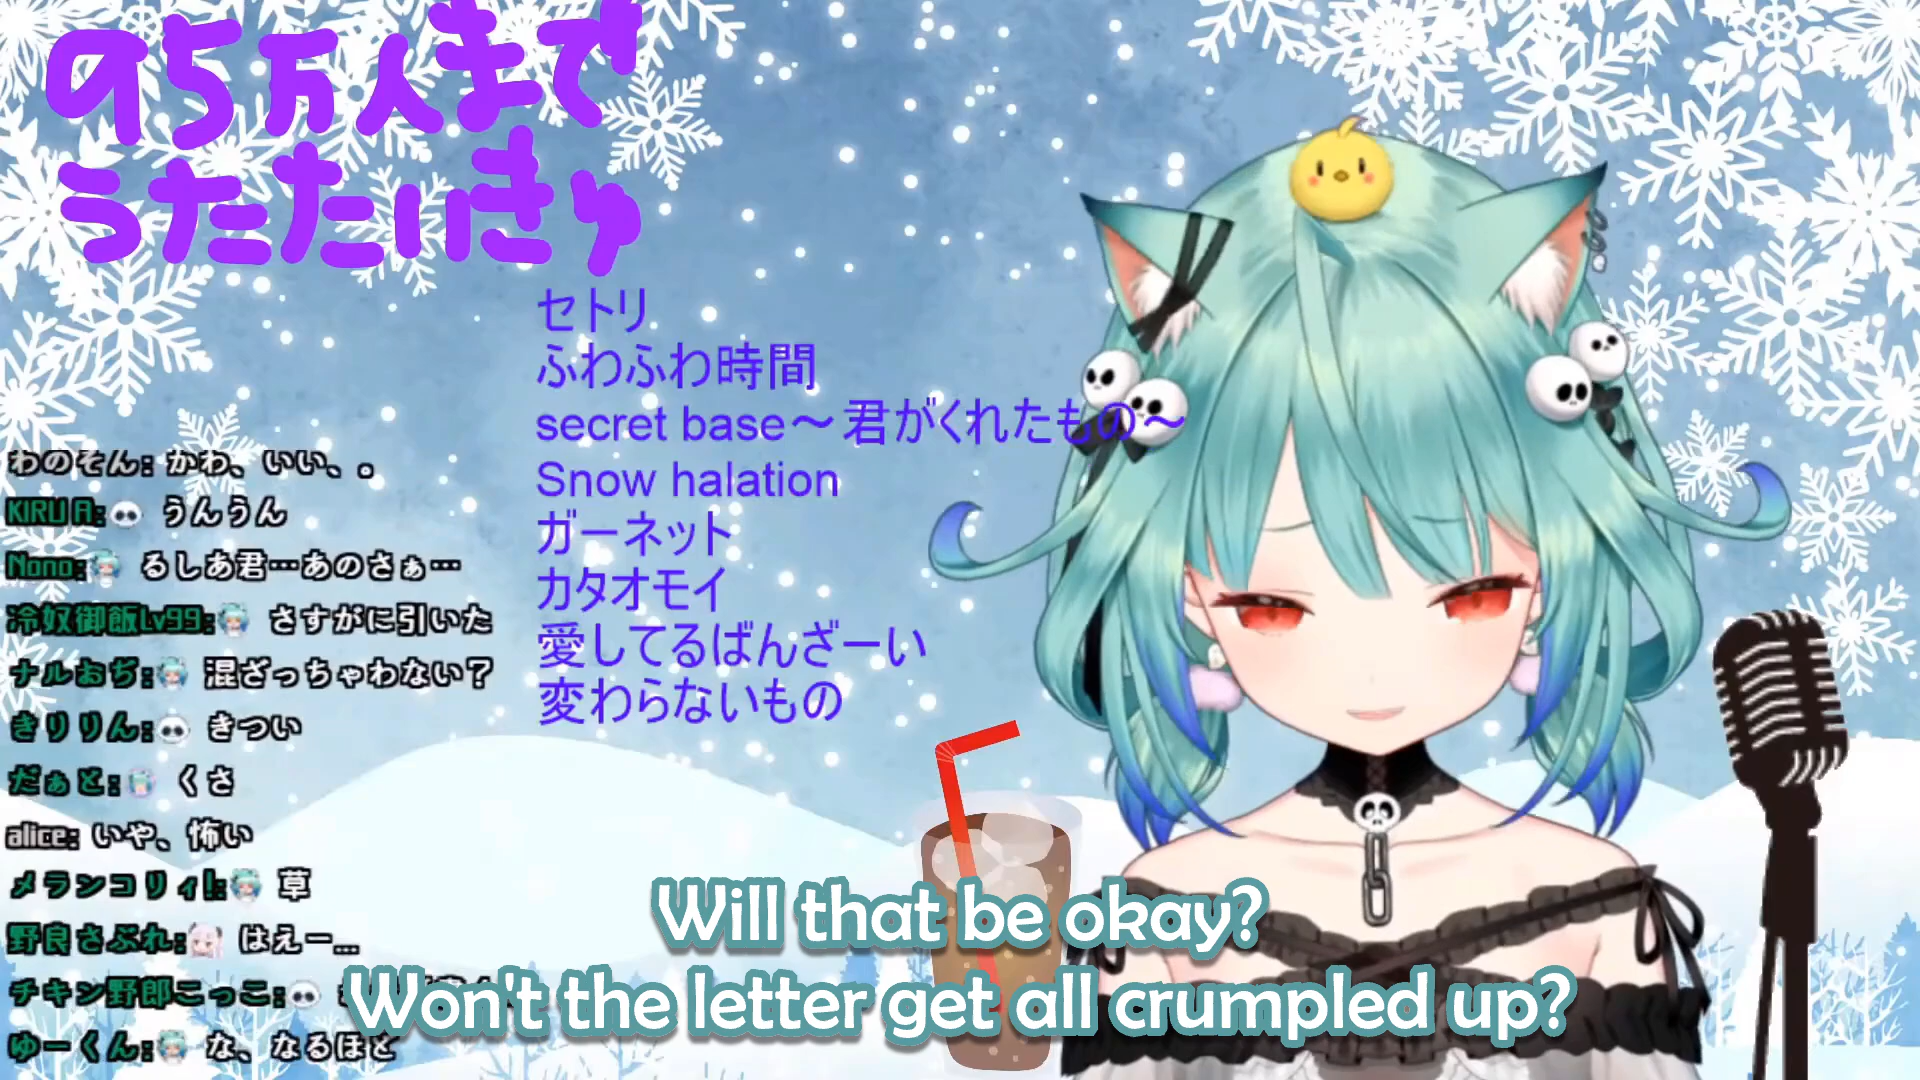 95万人まで
うたたいきゅ
セトリ
ふわふわ時間
secret base～君がくれたもの～
Snow halation
ガーネット
カタオモイ
愛してるばんざーい
変わらないもの
わのそん: かわ、いい、。
KIRU A: うんうん
Nono: るしあ君…あのさぁ…
冷奴御飯Lv99: さすがに引いた
ナルおぢ: 混ざっちゃわない？
きりりん: きつい
だぁと: くさ
alice: いや、怖い
メランコリィ!: 草
野良さぶれ: はえー…
チキン野郎こっこ:
ゆーくん: な、なるほど
Will that be okay?
Won't the letter get all crumpled up?